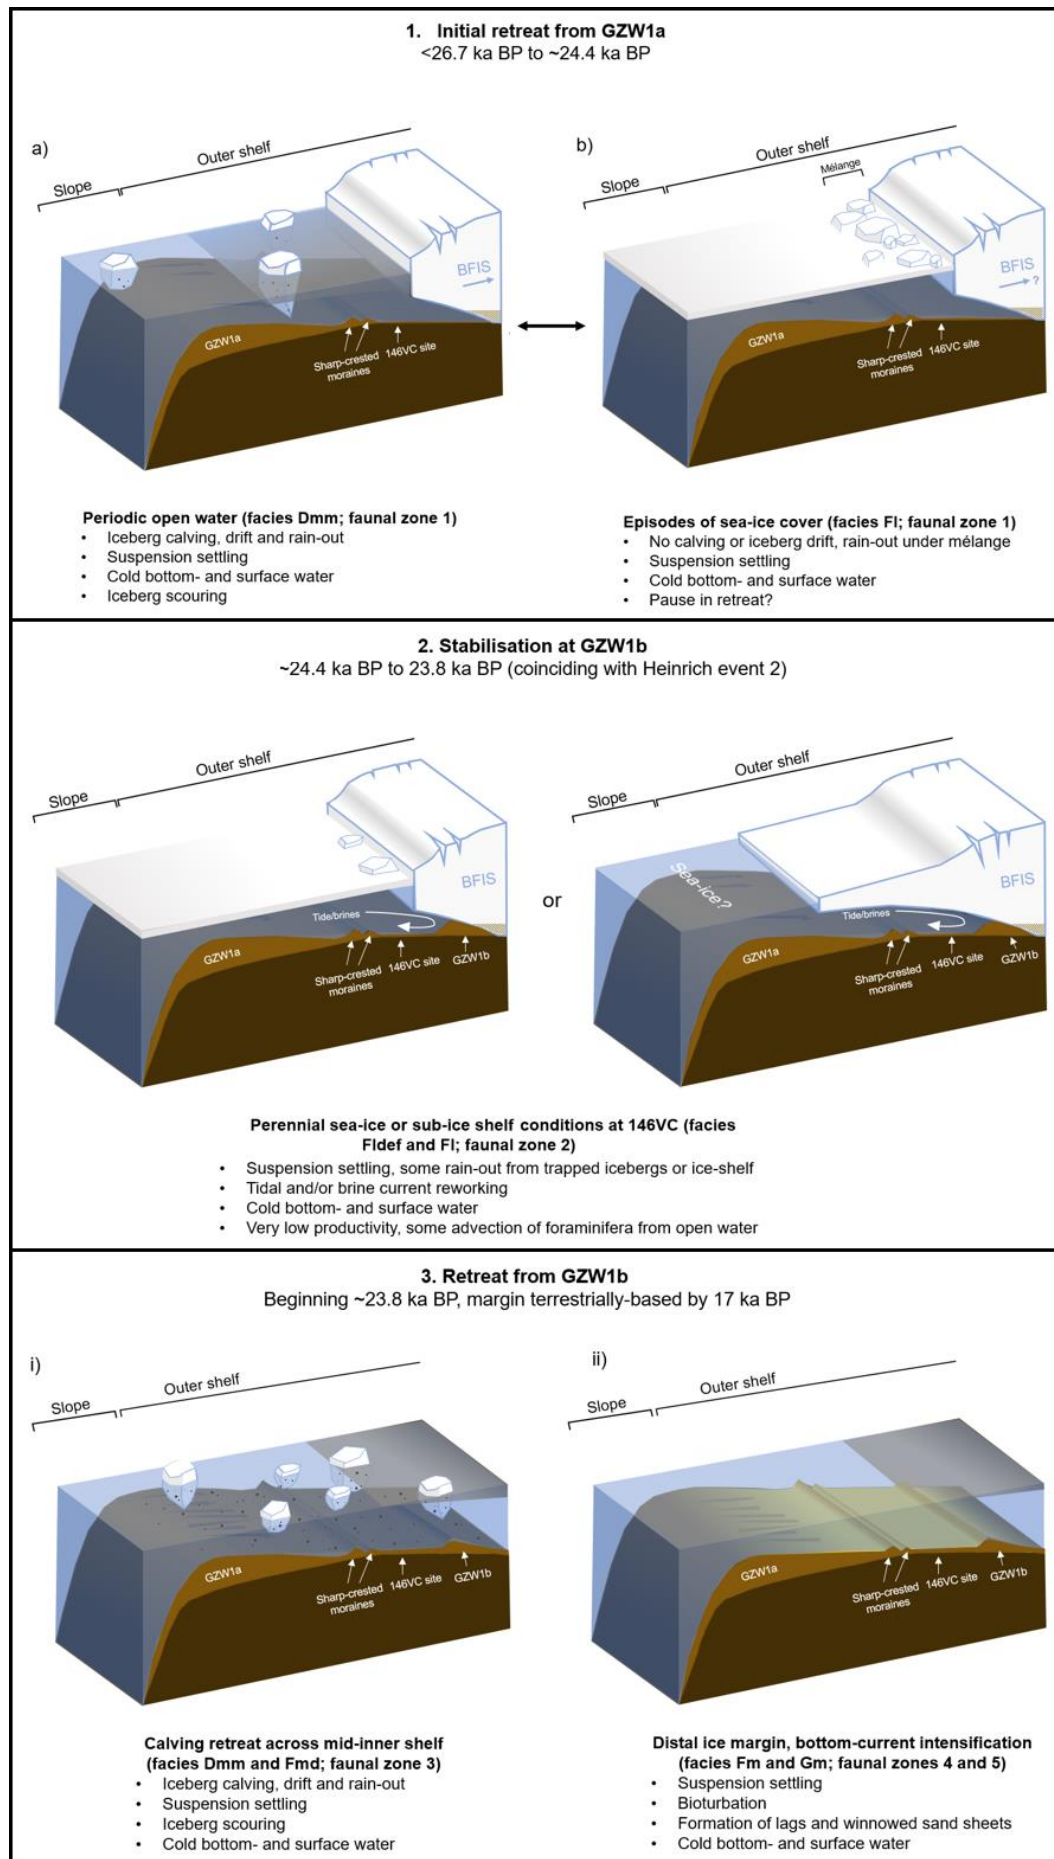 1. Initial retreat from GZW1a
<26.7 ka BP to ~24.4 ka BP
a)
Slope
Outer shelf
BFIS
GZW1a
Sharp-crested
moraines
146VC site
b)
Slope
Outer shelf
Mélange
BFIS
?
GZW1a
Sharp-crested
moraines
146VC site
Periodic open water (facies Dmm; faunal zone 1)
• Iceberg calving, drift and rain-out
• Suspension settling
• Cold bottom- and surface water
• Iceberg scouring
Episodes of sea-ice cover (facies Fl; faunal zone 1)
• No calving or iceberg drift, rain-out under mélange
• Suspension settling
• Cold bottom- and surface water
• Pause in retreat?
2. Stabilisation at GZW1b
~24.4 ka BP to 23.8 ka BP (coinciding with Heinrich event 2)
Slope
Outer shelf
BFIS
Tide/brines
GZW1a
Sharp-crested
moraines
146VC site
GZW1b
or
Slope
Outer shelf
Sea-ice?
BFIS
Tide/brines
GZW1a
Sharp-crested
moraines
146VC site
GZW1b
Perennial sea-ice or sub-ice shelf conditions at 146VC (facies
Fldef and Fl; faunal zone 2)
• Suspension settling, some rain-out from trapped icebergs or ice-shelf
• Tidal and/or brine current reworking
• Cold bottom- and surface water
• Very low productivity, some advection of foraminifera from open water
3. Retreat from GZW1b
Beginning ~23.8 ka BP, margin terrestrially-based by 17 ka BP
i)
Slope
Outer shelf
GZW1a
Sharp-crested
moraines
146VC site
GZW1b
ii)
Slope
Outer shelf
GZW1a
Sharp-crested
moraines
146VC site
GZW1b
Calving retreat across mid-inner shelf
(facies Dmm and Fmd; faunal zone 3)
• Iceberg calving, drift and rain-out
• Suspension settling
• Iceberg scouring
• Cold bottom- and surface water
Distal ice margin, bottom-current intensification
(facies Fm and Gm; faunal zones 4 and 5)
• Suspension settling
• Bioturbation
• Formation of lags and winnowed sand sheets
• Cold bottom- and surface water